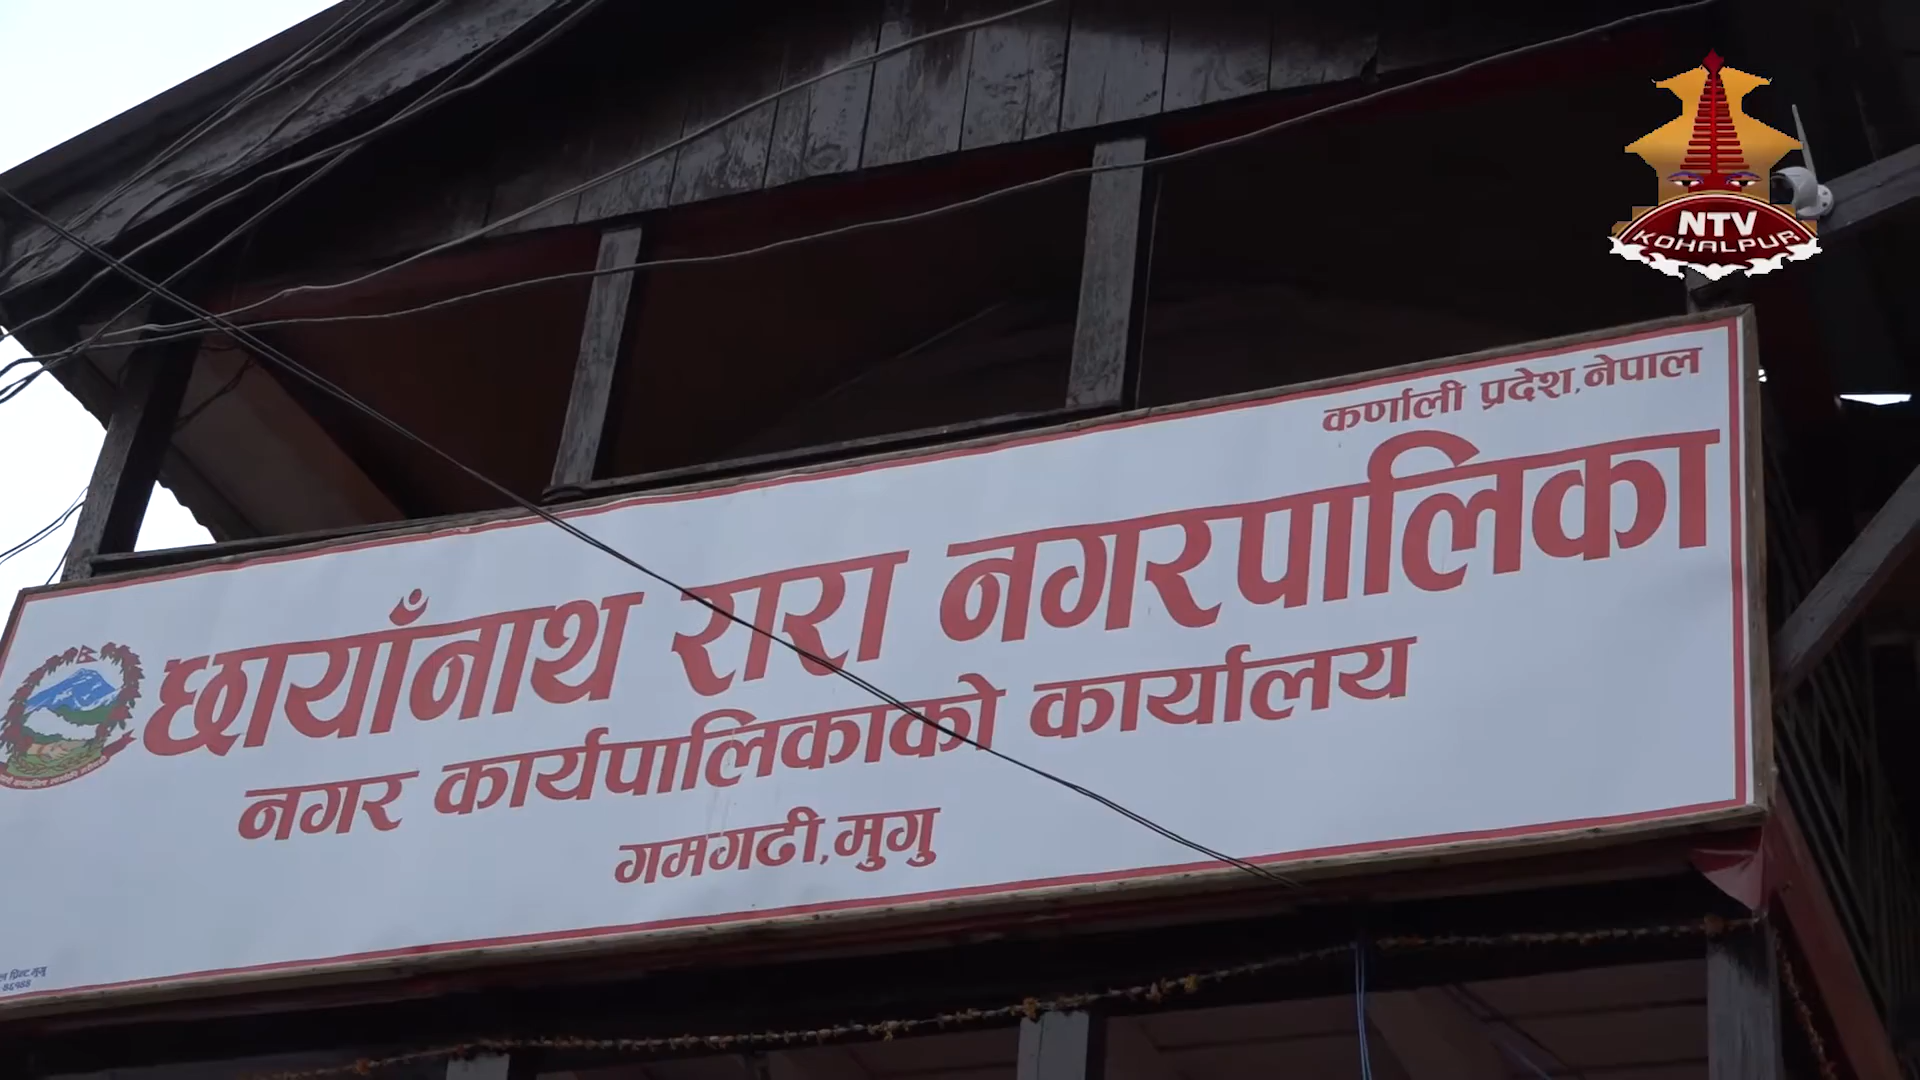 NTV
KOHALPUR
कर्णाली प्रदेश,नेपाल
छायाँनाथ रारा नगरपालिका
नगर कार्यपालिकाको कार्यालय
गमगढी,मुगु
प्रिन्ट,मुगु